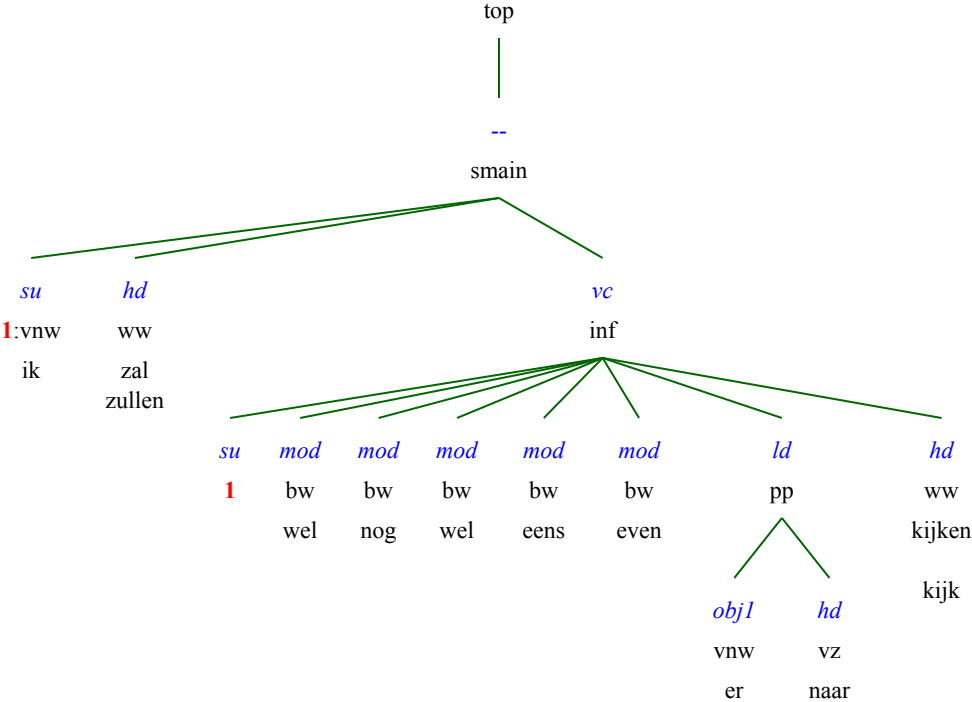 top
--
smain
su hd vc
1:vnw ww inf
ik zal
zullen
su mod mod mod mod mod ld hd
1 bw bw bw bw bw pp ww
wel nog wel eens even kijken
kijk
obj1 hd
vnw vz
er naar